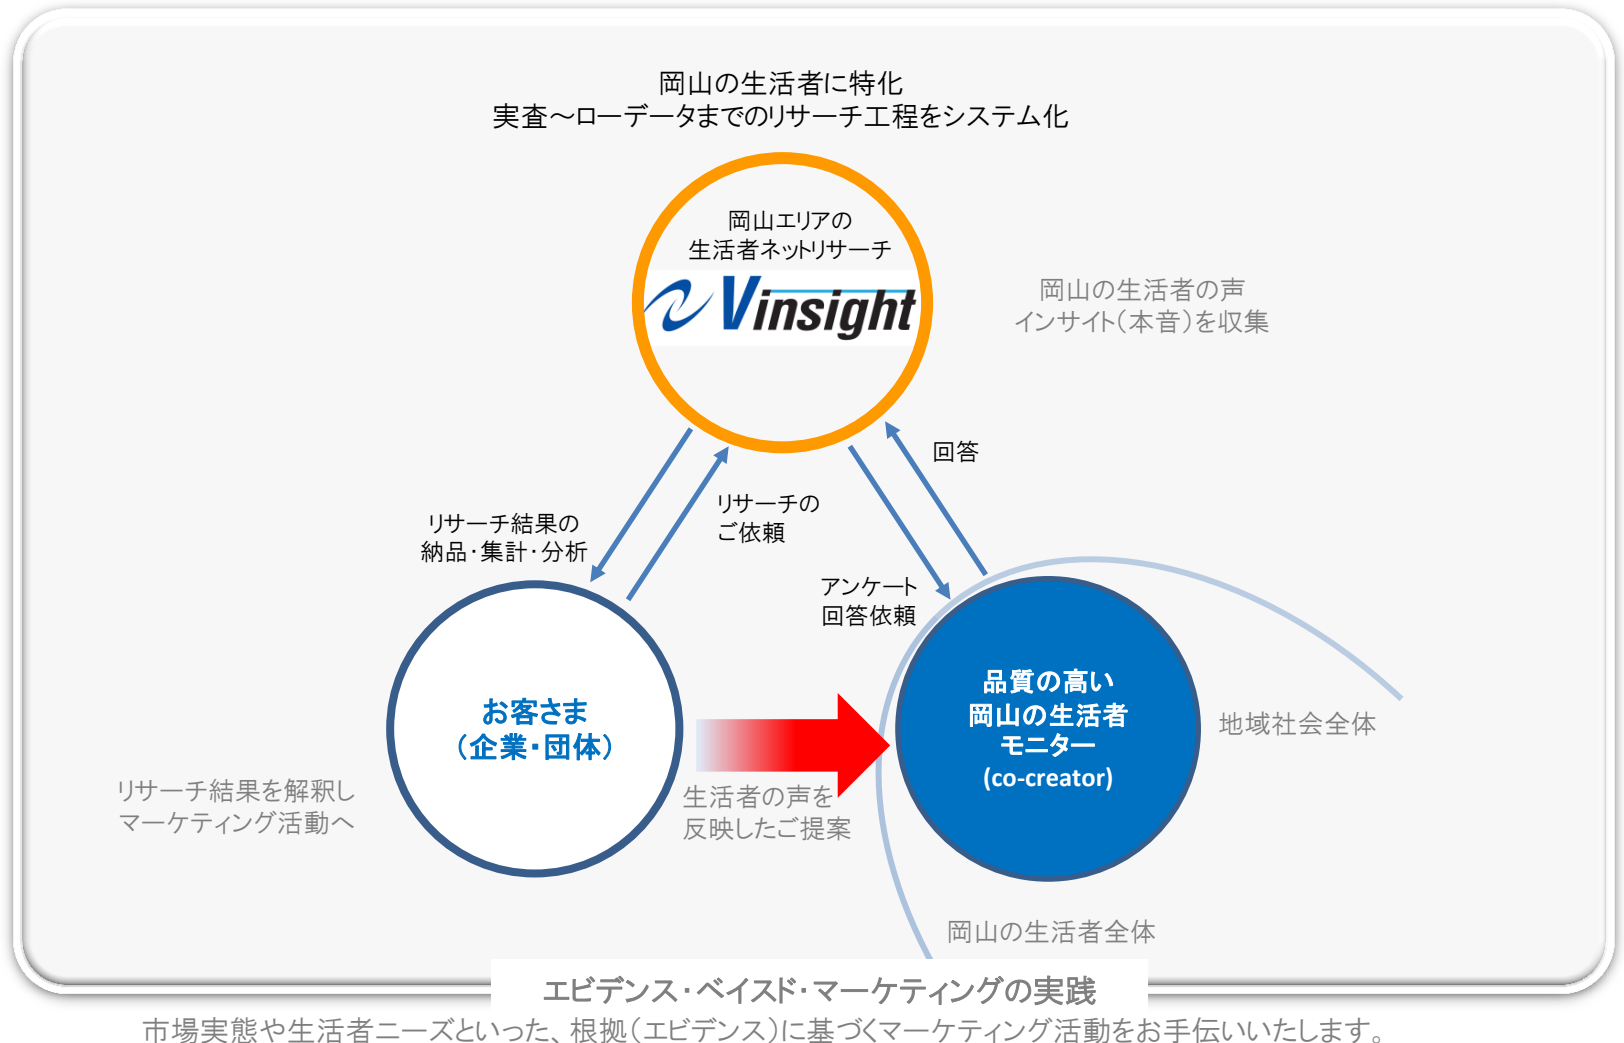 岡山の生活者に特化
実査～ローデータまでのリサーチ工程をシステム化
岡山エリアの
生活者ネットリサーチ
Vinsight
岡山の生活者の声
インサイト（本音）を収集
回答
リサーチの
ご依頼
リサーチ結果の
納品・集計・分析
アンケート
回答依頼
お客さま
（企業・団体）
品質の高い
岡山の生活者
モニター
(co-creator)
地域社会全体
リサーチ結果を解釈し
マーケティング活動へ
生活者の声を
反映したご提案
岡山の生活者全体
エビデンス・ベイスド・マーケティングの実践
市場実態や生活者ニーズといった、根拠（エビデンス）に基づくマーケティング活動をお手伝いいたします。